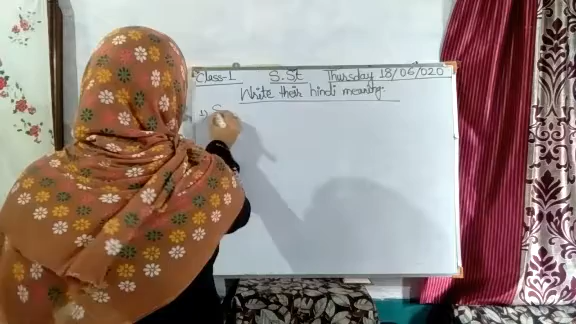 Class-1 S.St Thursday 18/06/020
Write their hindi meaning.
1) S